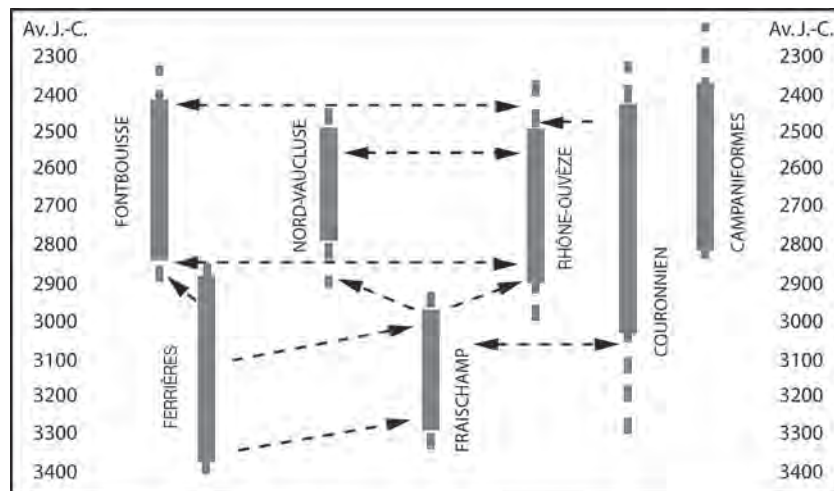 Av. J.-C.
2300
2400
2500
2600
2700
2800
2900
3000
3100
3200
3300
3400
FONTBOUISSE
FERRIÈRES
NORD-VAUCLUSE
FRAISCHAMP
RHÔNE-OUVÈZE
COURONNIEN
CAMPANIFORMES
Av. J.-C.
2300
2400
2500
2600
2700
2800
2900
3000
3100
3200
3300
3400